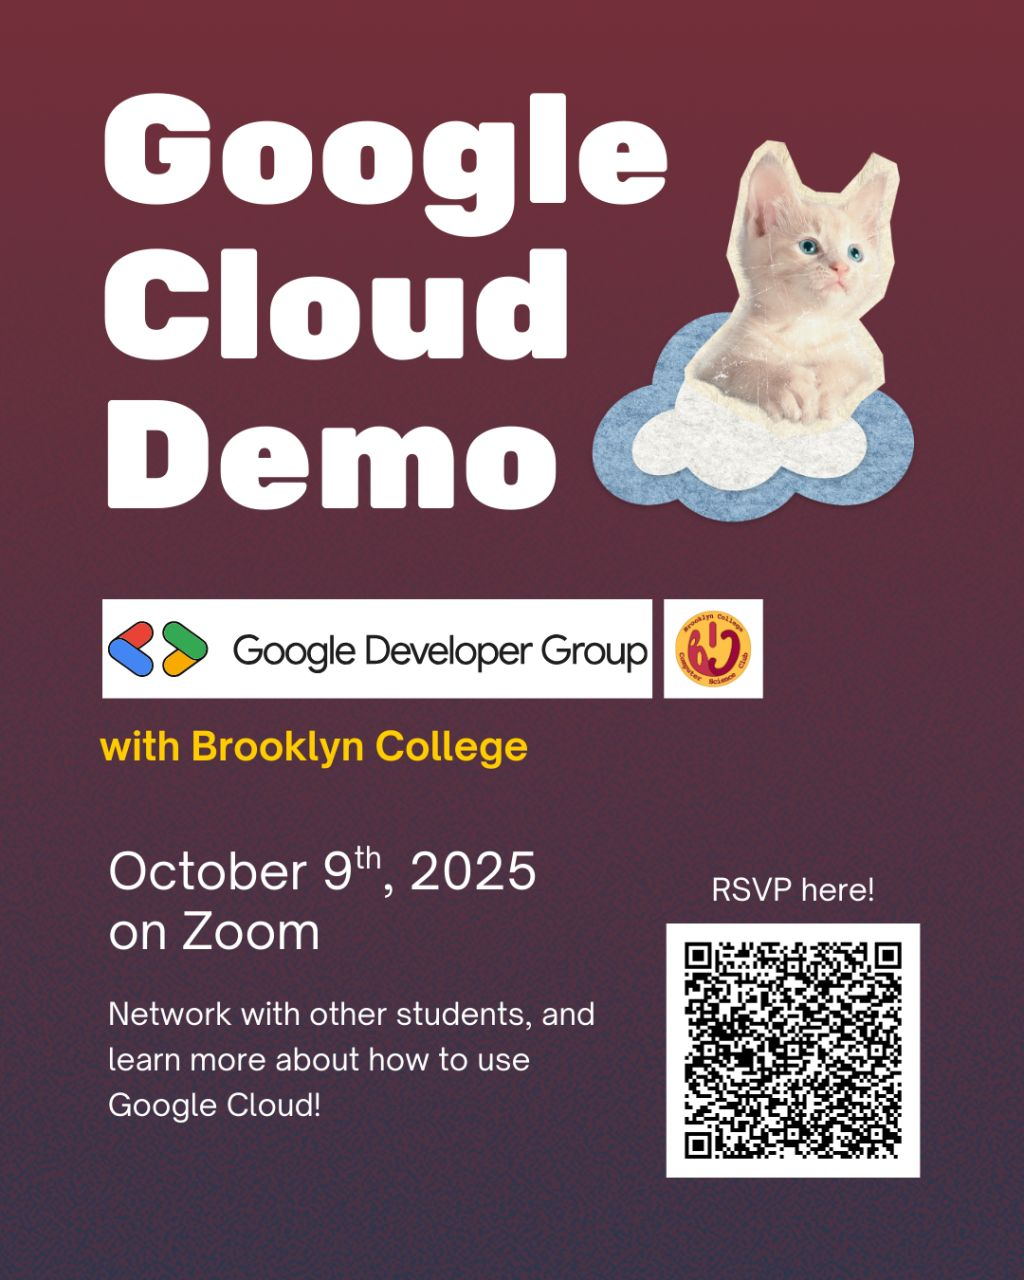 Google
Cloud
Demo
Google Developer Group
Brooklyn College
Computer Science Club
with Brooklyn College
October 9th, 2025
on Zoom
RSVP here!
Network with other students, and
learn more about how to use
Google Cloud!